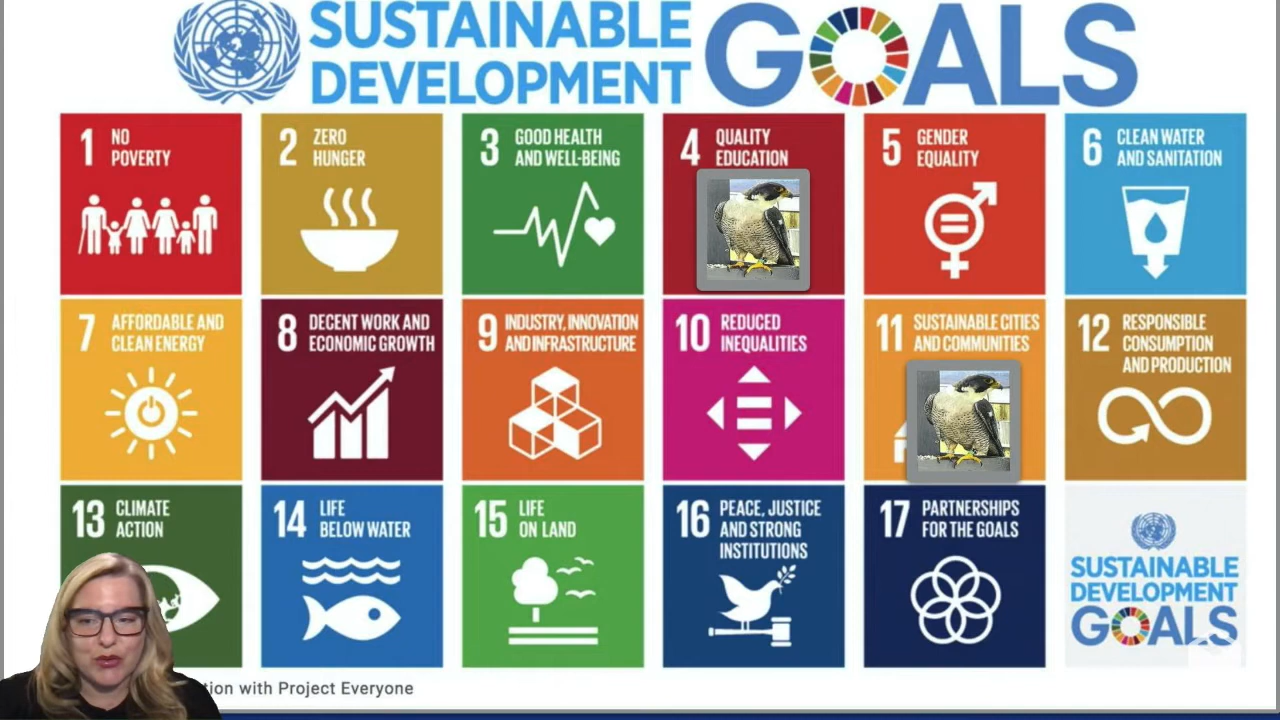 SUSTAINABLE
DEVELOPMENT
GOALS
1 NO
POVERTY
2 ZERO
HUNGER
3 GOOD HEALTH
AND WELL-BEING
4 QUALITY
EDUCATION
5 GENDER
EQUALITY
6 CLEAN WATER
AND SANITATION
7 AFFORDABLE AND
CLEAN ENERGY
8 DECENT WORK AND
ECONOMIC GROWTH
9 INDUSTRY, INNOVATION
AND INFRASTRUCTURE
10 REDUCED
INEQUALITIES
11 SUSTAINABLE CITIES
AND COMMUNITIES
12 RESPONSIBLE
CONSUMPTION
AND PRODUCTION
13 CLIMATE
ACTION
14 LIFE
BELOW WATER
15 LIFE
ON LAND
16 PEACE, JUSTICE
AND STRONG
INSTITUTIONS
17 PARTNERSHIPS
FOR THE GOALS
SUSTAINABLE
DEVELOPMENT
GOALS
with Project Everyone